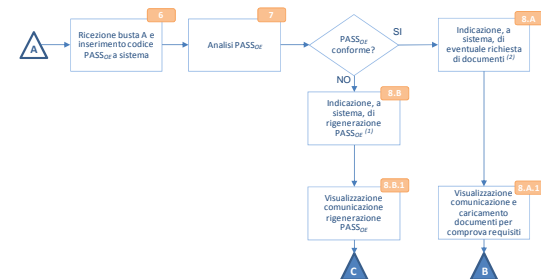 A
6
Ricezione busta A e
inserimento codice
PASSOE a sistema
7
Analisi PASSOE
PASSOE
conforme?
SI
NO
8.A
Indicazione, a
sistema, di
eventuale richiesta
di documenti (2)
8.B
Indicazione, a
sistema, di
rigenerazione
PASSOE (1)
8.B.1
Visualizzazione
comunicazione
rigenerazione
PASSOE
8.A.1
Visualizzazione
comunicazione e
caricamento
documenti per
comprova requisiti
C
B